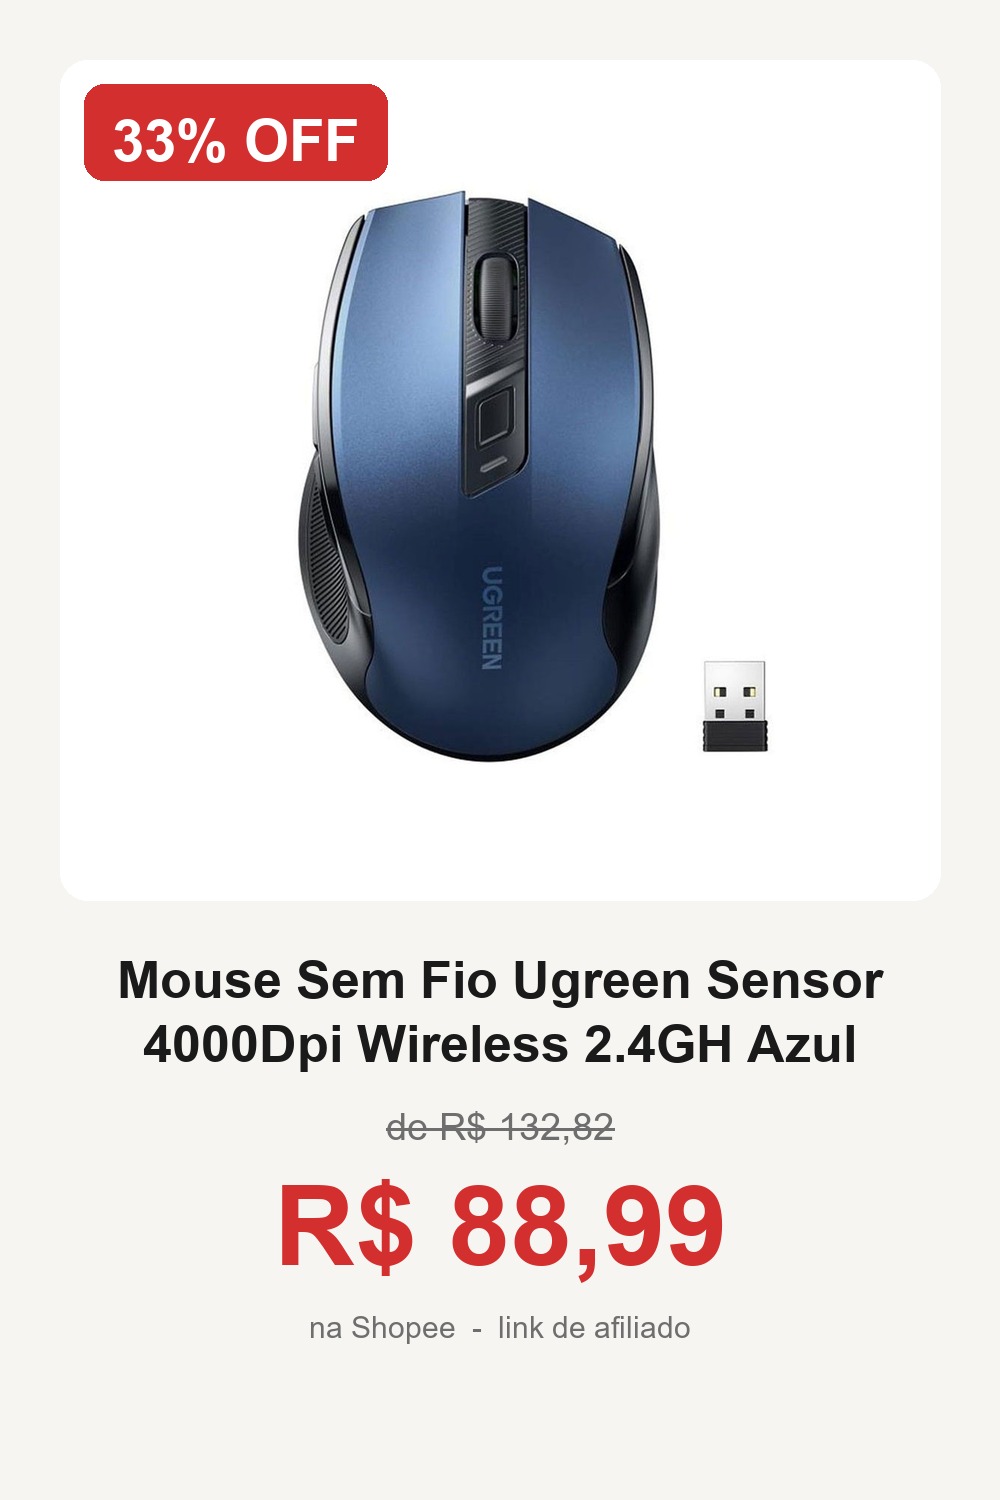 33% OFF
UGREEN
Mouse Sem Fio Ugreen Sensor
4000Dpi Wireless 2.4GH Azul
de R$ 132,82
R$ 88,99
na Shopee - link de afiliado